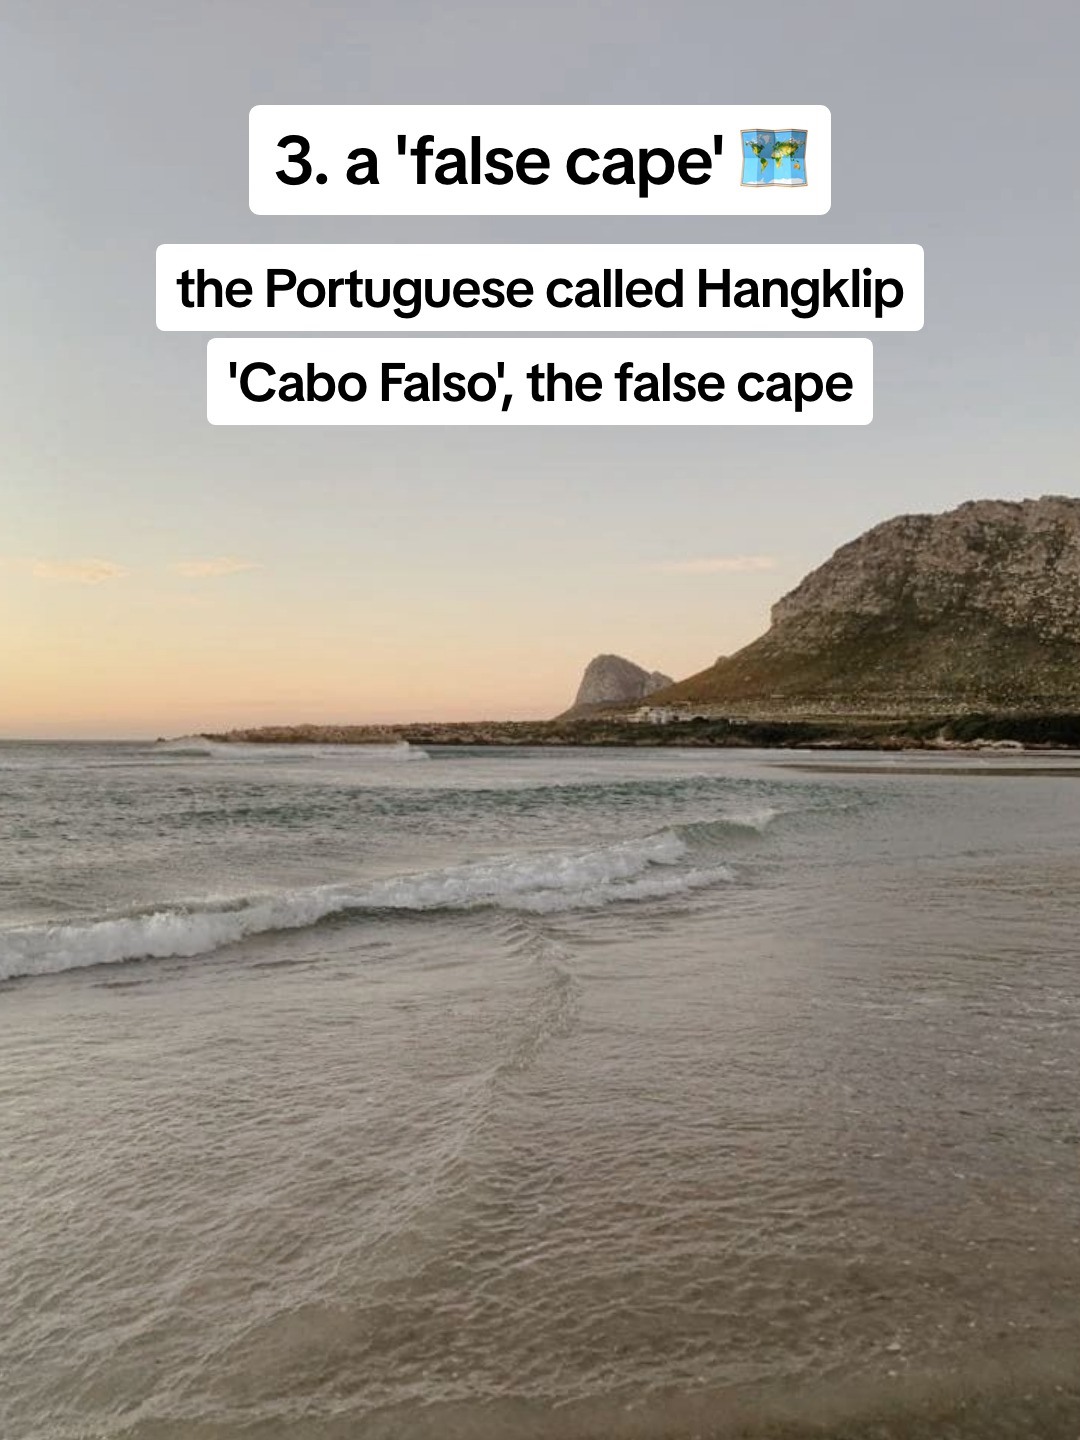 3. a 'false cape' 🗺️
the Portuguese called Hangklip
'Cabo Falso', the false cape